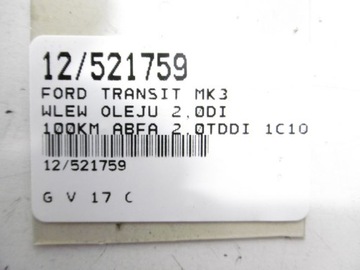 12/521759
FORD TRANSIT MK3
WLEW OLEJU 2.0DI
100KM ABFA 2.0TDDI 1C10
12/521759
G V 17 C